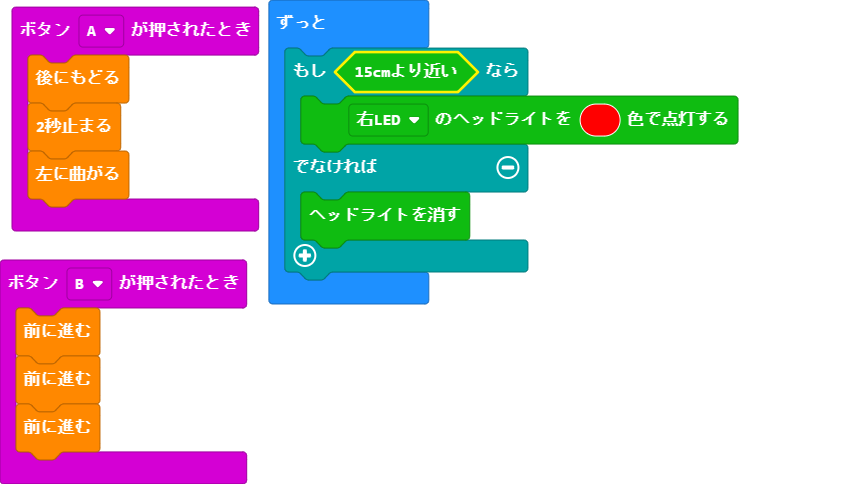 ボタン A が押されたとき
後にもどる
2秒止まる
左に曲がる
ボタン B が押されたとき
前に進む
前に進む
前に進む
ずっと
もし 15cmより近い なら
右LED のヘッドライトを 色で点灯する
でなければ
ヘッドライトを消す